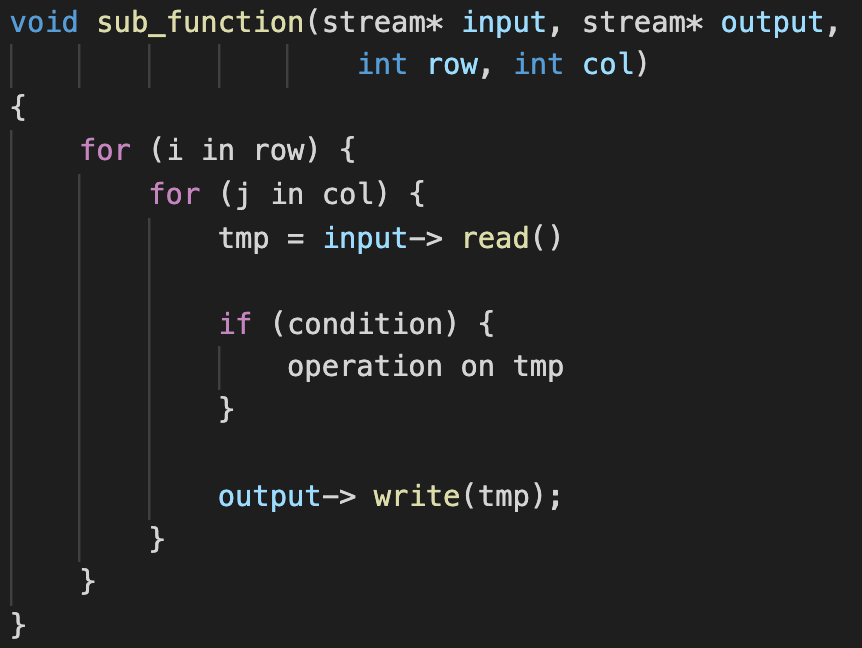 void sub_function(stream* input, stream* output,
                    int row, int col)
{
    for (i in row) {
        for (j in col) {
            tmp = input-> read()

            if (condition) {
                operation on tmp
            }

            output-> write(tmp);
        }
    }
}